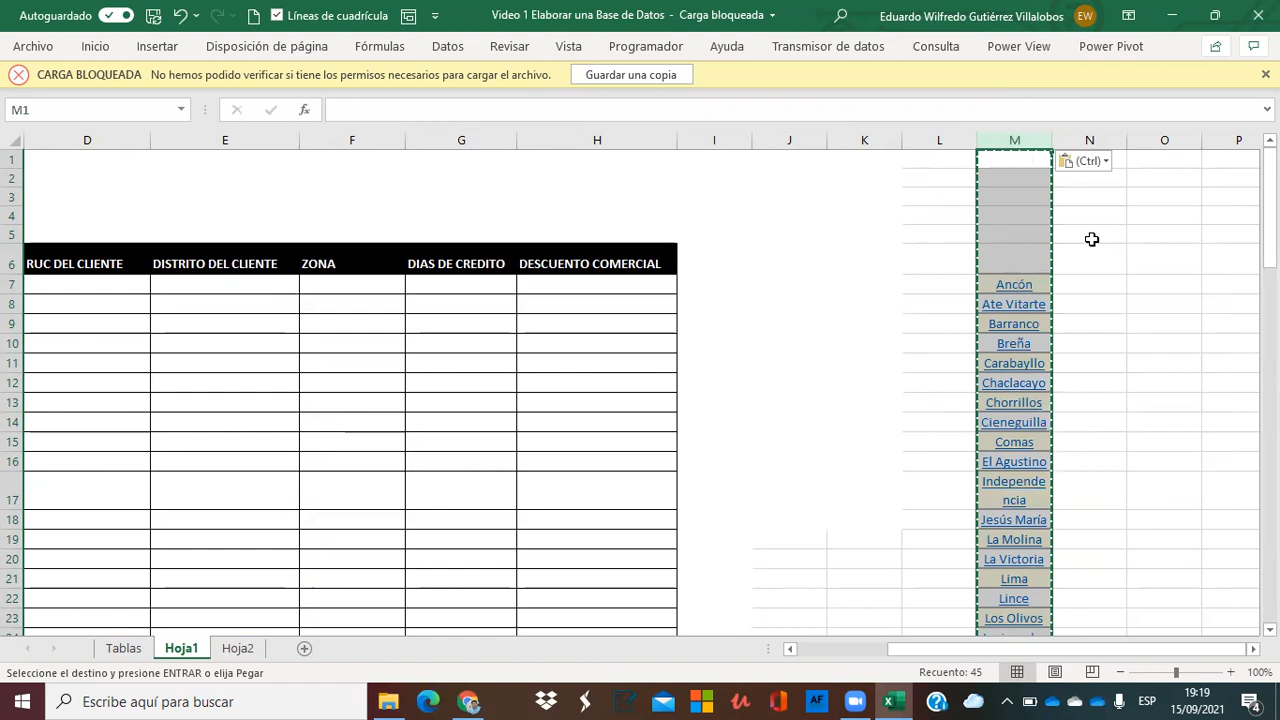 Autoguardado Líneas de cuadrícula Video 1 Elaborar una Base de Datos - Carga bloqueada Eduardo Wilfredo Gutiérrez Villalobos EW
Archivo Inicio Insertar Disposición de página Fórmulas Datos Revisar Vista Programador Ayuda Transmisor de datos Consulta Power View Power Pivot
CARGA BLOQUEADA No hemos podido verificar si tiene los permisos necesarios para cargar el archivo. Guardar una copia
M1 fx
D E F G H I J K L M N O P
1 (Ctrl)
2
3
4
5
6 RUC DEL CLIENTE DISTRITO DEL CLIENTE ZONA DIAS DE CREDITO DESCUENTO COMERCIAL
7 Ancón
8 Ate Vitarte
9 Barranco
10 Breña
11 Carabayllo
12 Chaclacayo
13 Chorrillos
14 Cieneguilla
15 Comas
16 El Agustino
Independe
17 ncia
18 Jesús María
19 La Molina
20 La Victoria
21 Lima
22 Lince
23 Los Olivos
Tablas Hoja1 Hoja2
Seleccione el destino y presione ENTRAR o elija Pegar Recuento: 45 100%
Escribe aquí para buscar AF ESP 19:19
15/09/2021 4